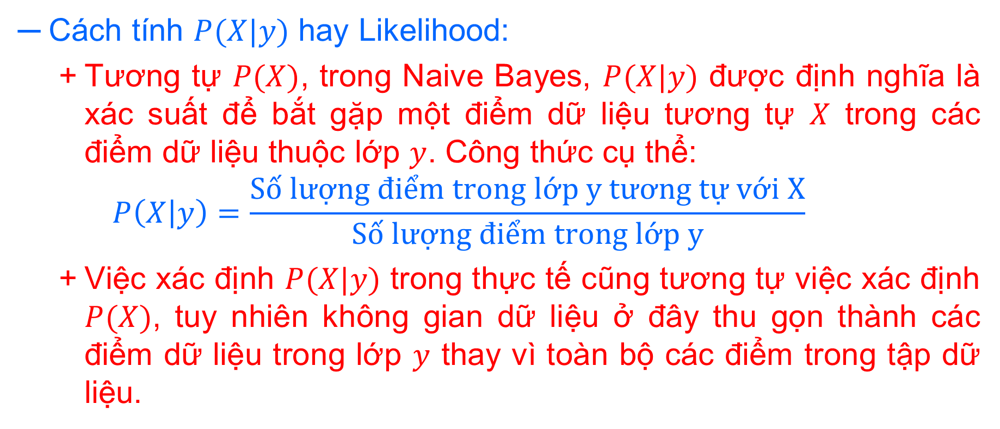 — Cách tính P(X|y) hay Likelihood:
+ Tương tự P(X), trong Naive Bayes, P(X|y) được định nghĩa là
xác suất để bắt gặp một điểm dữ liệu tương tự X trong các
điểm dữ liệu thuộc lớp y. Công thức cụ thể:
Số lượng điểm trong lớp y tương tự với X
P(X|y) =
Số lượng điểm trong lớp y
+ Việc xác định P(X|y) trong thực tế cũng tương tự việc xác định
P(X), tuy nhiên không gian dữ liệu ở đây thu gọn thành các
điểm dữ liệu trong lớp y thay vì toàn bộ các điểm trong tập dữ
liệu.